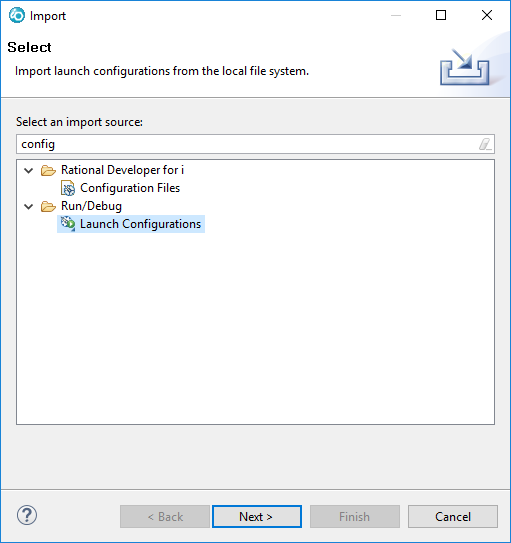 Import
Select
Import launch configurations from the local file system.
Select an import source:
config
Rational Developer for i
Configuration Files
Run/Debug
Launch Configurations
?
< Back
Next >
Finish
Cancel